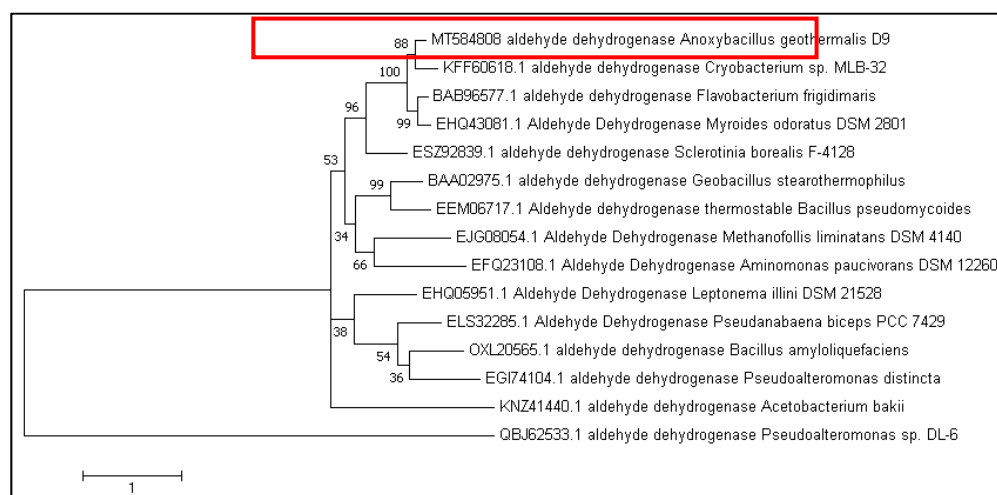 88
MT584808 aldehyde dehydrogenase Anoxybacillus geothermalis D9
KFF60618.1 aldehyde dehydrogenase Cryobacterium sp. MLB-32
100
BAB96577.1 aldehyde dehydrogenase Flavobacterium frigidimaris
96
99
EHQ43081.1 Aldehyde Dehydrogenase Myroides odoratus DSM 2801
ESZ92839.1 aldehyde dehydrogenase Sclerotinia borealis F-4128
53
99
BAA02975.1 aldehyde dehydrogenase Geobacillus stearothermophilus
EEM06717.1 aldehyde dehydrogenase thermostable Bacillus pseudomycoides
34
EJG08054.1 Aldehyde Dehydrogenase Methanofollis liminatans DSM 4140
66
EFQ23108.1 Aldehyde Dehydrogenase Aminomonas paucivorans DSM 12260
EHQ05951.1 Aldehyde Dehydrogenase Leptonema illini DSM 21528
38
ELS32285.1 Aldehyde Dehydrogenase Pseudanabaena biceps PCC 7429
54
OXL20565.1 aldehyde dehydrogenase Bacillus amyloliquefaciens
36
EGI74104.1 aldehyde dehydrogenase Pseudoalteromonas distincta
KNZ41440.1 aldehyde dehydrogenase Acetobacterium bakii
QBJ62533.1 aldehyde dehydrogenase Pseudoalteromonas sp. DL-6
1